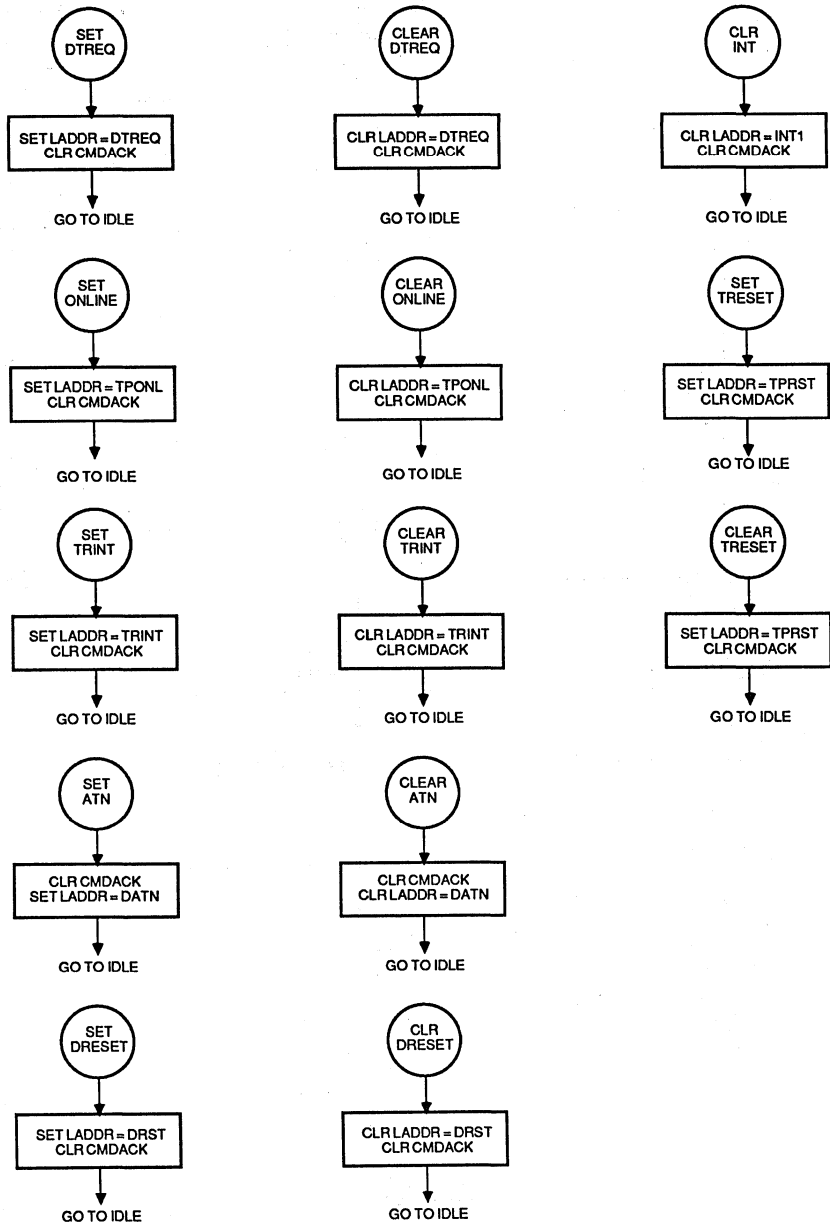 SET
DTREQ
SET LADDR = DTREQ
CLR CMDACK
GO TO IDLE
CLEAR
DTREQ
CLR LADDR = DTREQ
CLR CMDACK
GO TO IDLE
CLR
INT
CLR LADDR = INT1
CLR CMDACK
GO TO IDLE
SET
ONLINE
SET LADDR = TPONL
CLR CMDACK
GO TO IDLE
CLEAR
ONLINE
CLR LADDR = TPONL
CLR CMDACK
GO TO IDLE
SET
TRESET
SET LADDR = TPRST
CLR CMDACK
GO TO IDLE
SET
TRINT
SET LADDR = TRINT
CLR CMDACK
GO TO IDLE
CLEAR
TRINT
CLR LADDR = TRINT
CLR CMDACK
GO TO IDLE
CLEAR
TRESET
SET LADDR = TPRST
CLR CMDACK
GO TO IDLE
SET
ATN
CLR CMDACK
SET LADDR = DATN
GO TO IDLE
CLEAR
ATN
CLR CMDACK
CLR LADDR = DATN
GO TO IDLE
SET
DRESET
SET LADDR = DRST
CLR CMDACK
GO TO IDLE
CLR
DRESET
CLR LADDR = DRST
CLR CMDACK
GO TO IDLE